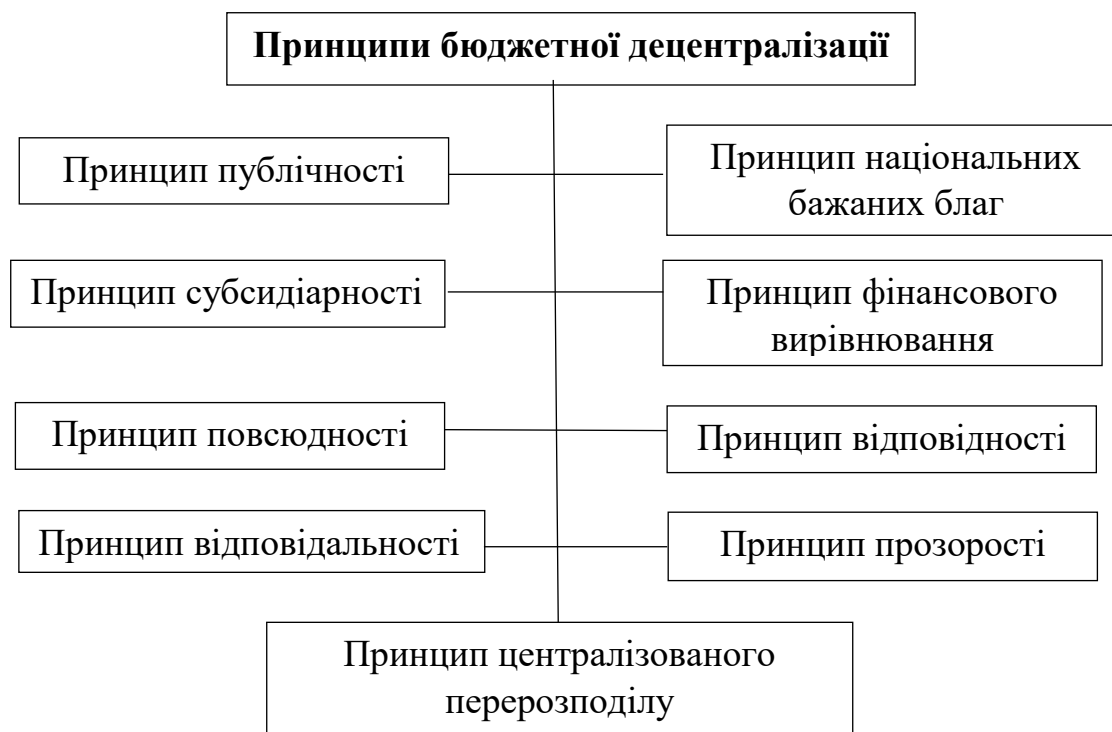 Принципи бюджетної децентралізації
Принцип публічності
Принцип національних
бажаних благ
Принцип субсидіарності
Принцип фінансового
вирівнювання
Принцип повсюдності
Принцип відповідності
Принцип відповідальності
Принцип прозорості
Принцип централізованого
перерозподілу